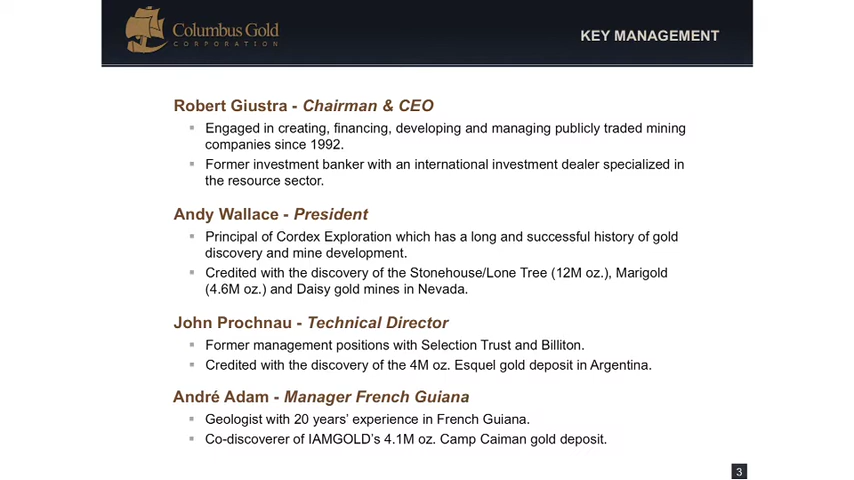 Columbus Gold
CORPORATION
KEY MANAGEMENT
Robert Giustra - Chairman & CEO
▪ Engaged in creating, financing, developing and managing publicly traded mining
companies since 1992.
▪ Former investment banker with an international investment dealer specialized in
the resource sector.
Andy Wallace - President
▪ Principal of Cordex Exploration which has a long and successful history of gold
discovery and mine development.
▪ Credited with the discovery of the Stonehouse/Lone Tree (12M oz.), Marigold
(4.6M oz.) and Daisy gold mines in Nevada.
John Prochnau - Technical Director
▪ Former management positions with Selection Trust and Billiton.
▪ Credited with the discovery of the 4M oz. Esquel gold deposit in Argentina.
André Adam - Manager French Guiana
▪ Geologist with 20 years’ experience in French Guiana.
▪ Co-discoverer of IAMGOLD’s 4.1M oz. Camp Caiman gold deposit.
3